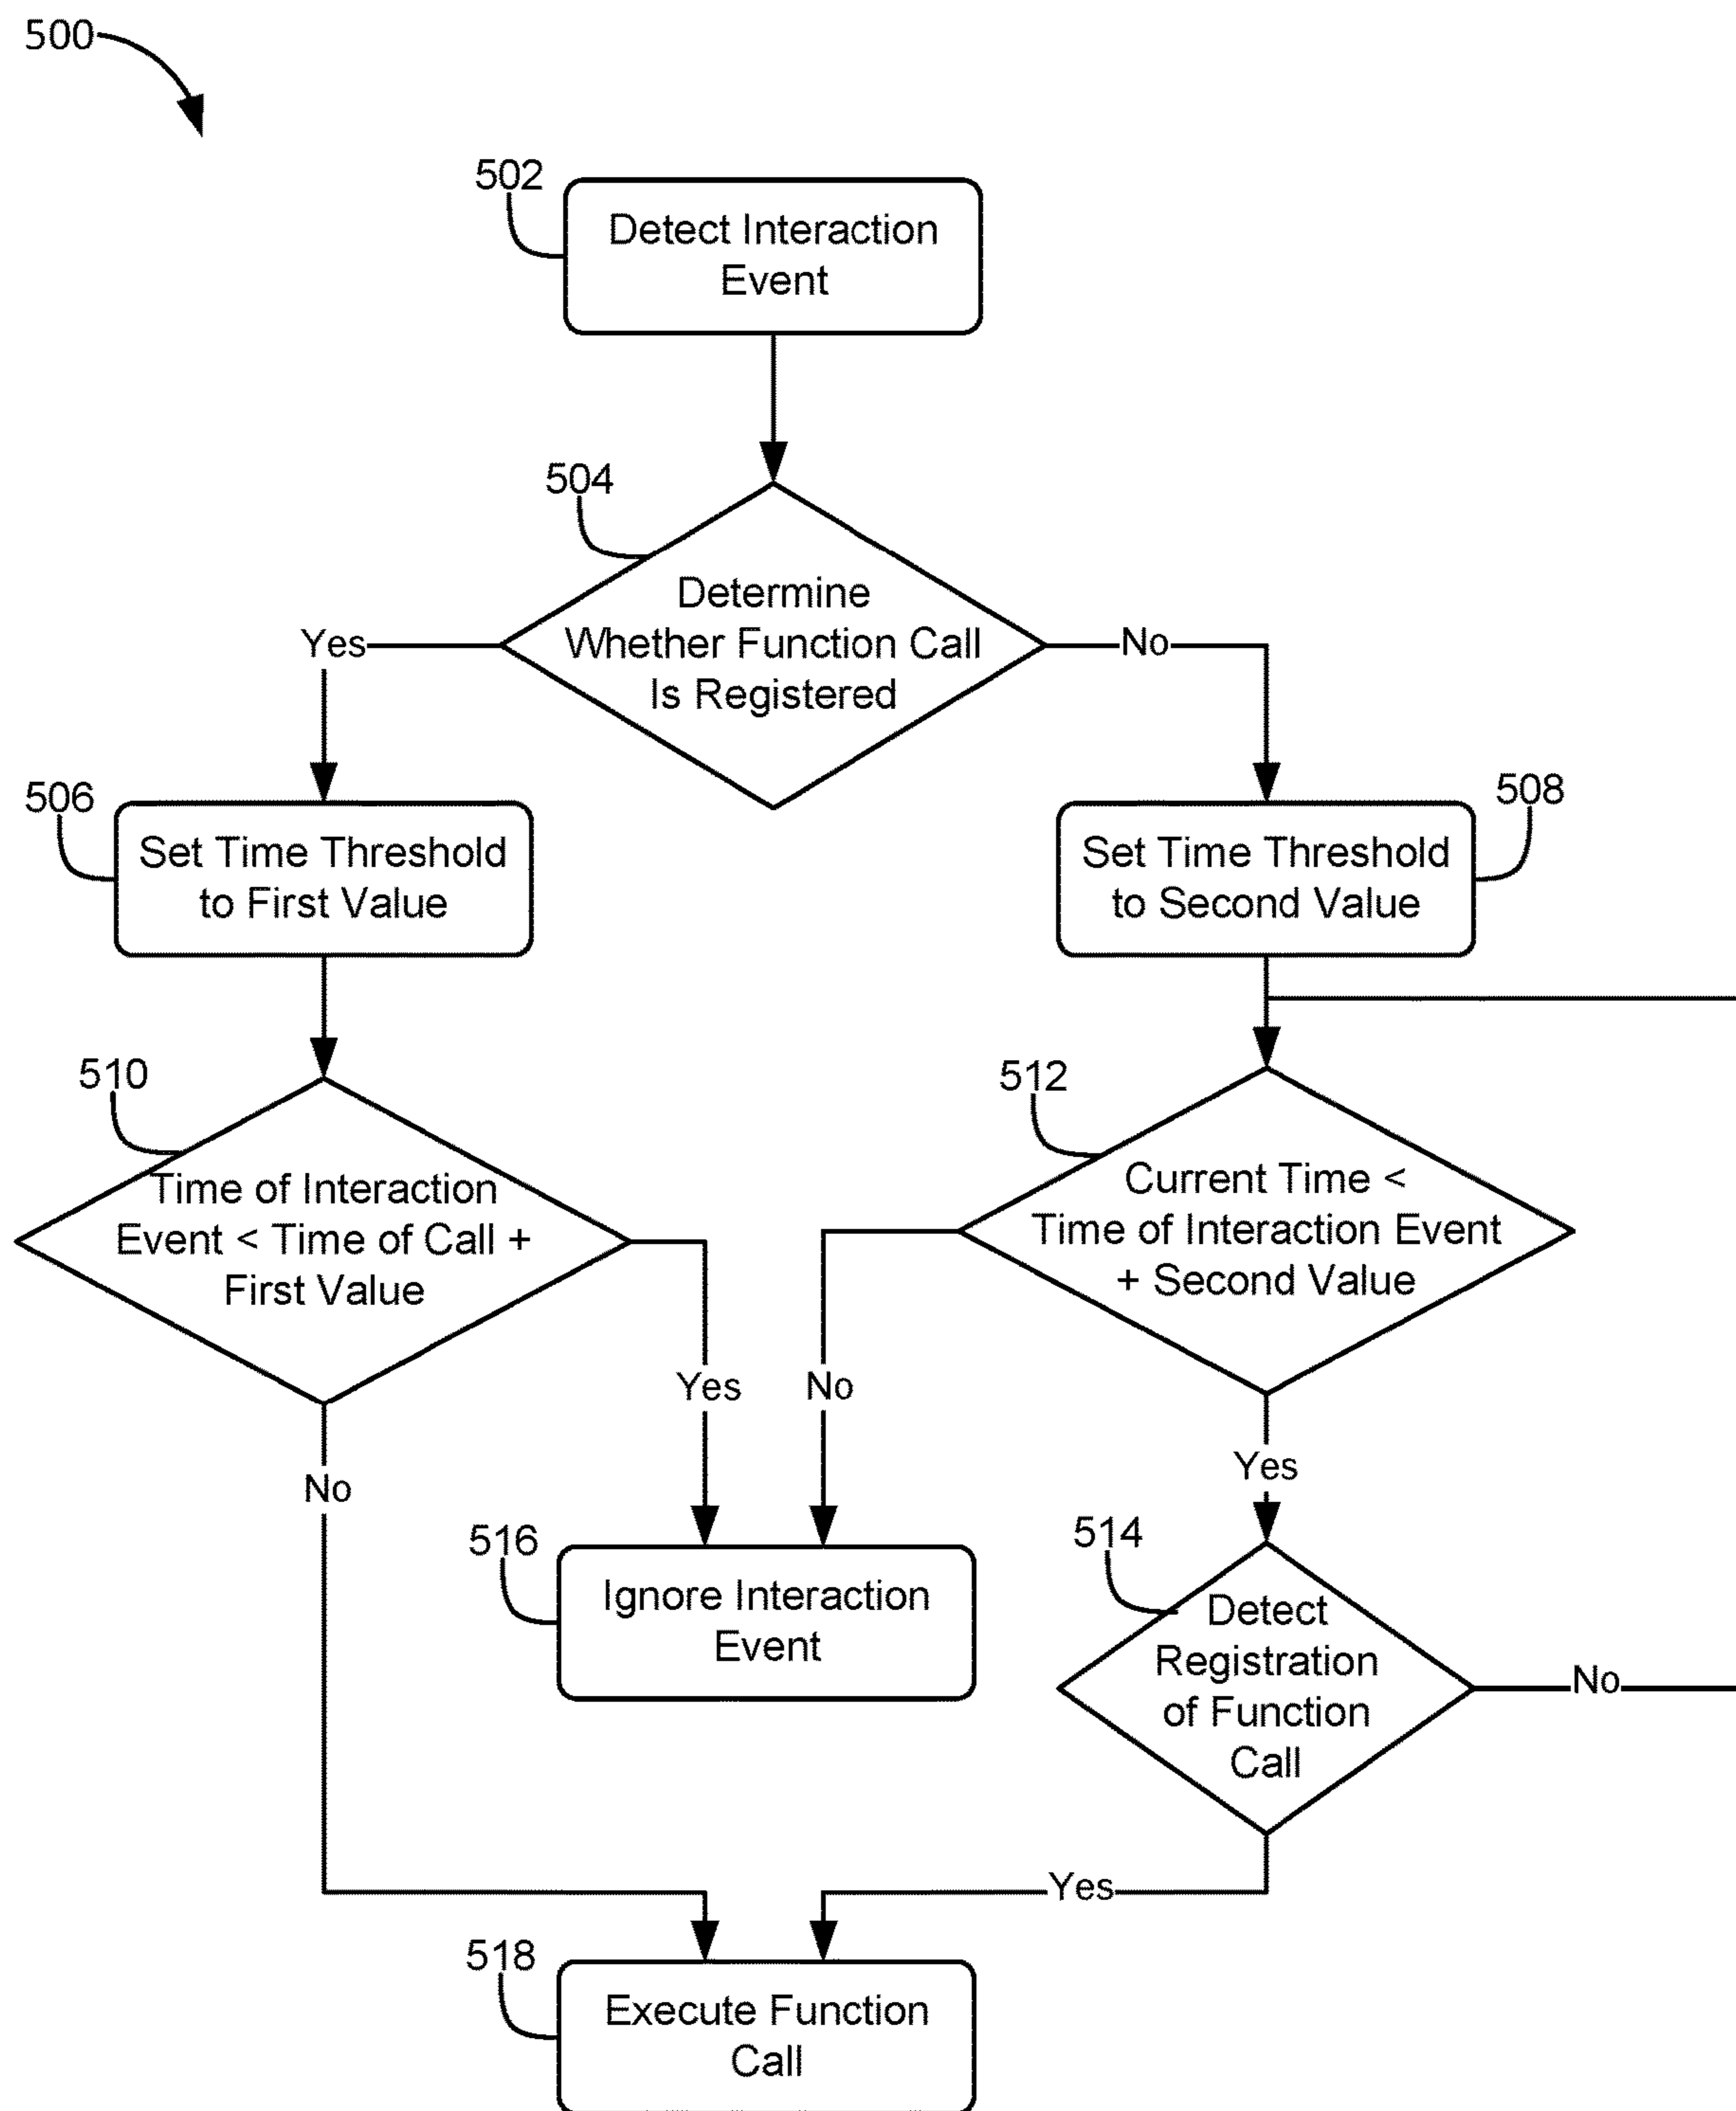 500
502
Detect Interaction
Event
504
Determine
Whether Function Call
Is Registered
Yes
No
506
Set Time Threshold
to First Value
508
Set Time Threshold
to Second Value
510
Time of Interaction
Event < Time of Call +
First Value
512
Current Time <
Time of Interaction Event
+ Second Value
Yes
No
No
Yes
516
Ignore Interaction
Event
514
Detect
Registration
of Function
Call
No
Yes
518
Execute Function
Call